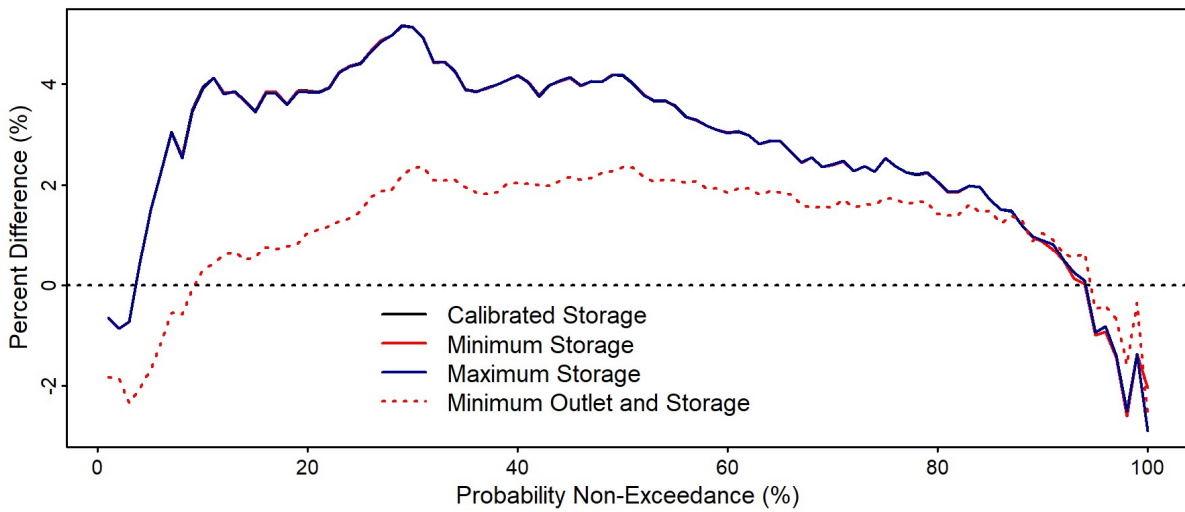 Percent Difference (%)
4
2
0
-2
Calibrated Storage
Minimum Storage
Maximum Storage
Minimum Outlet and Storage
0 20 40 60 80 100
Probability Non-Exceedance (%)